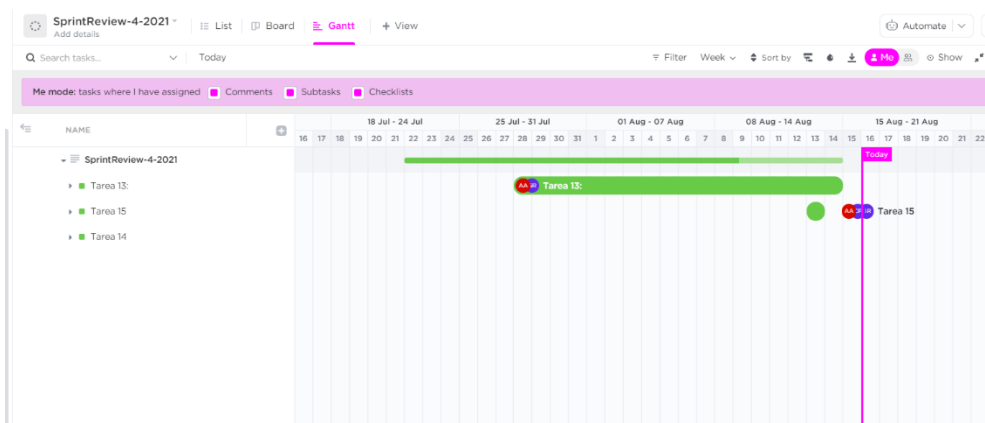 SprintReview-4-2021
Add details
List
Board
Gantt
+ View
Automate
Search tasks...
Today
Filter
Week
Sort by
Me
Show
Me mode: tasks where I have assigned
Comments
Subtasks
Checklists
18 Jul - 24 Jul
25 Jul - 31 Jul
01 Aug - 07 Aug
08 Aug - 14 Aug
15 Aug - 21 Aug
NAME
16 17 18 19 20 21 22 23 24 25 26 27 28 29 30 31 1 2 3 4 5 6 7 8 9 10 11 12 13 14 15 16 17 18 19 20 21 22
Today
SprintReview-4-2021
Tarea 13:
AA
Tarea 13:
Tarea 15
AA
Tarea 15
Tarea 14